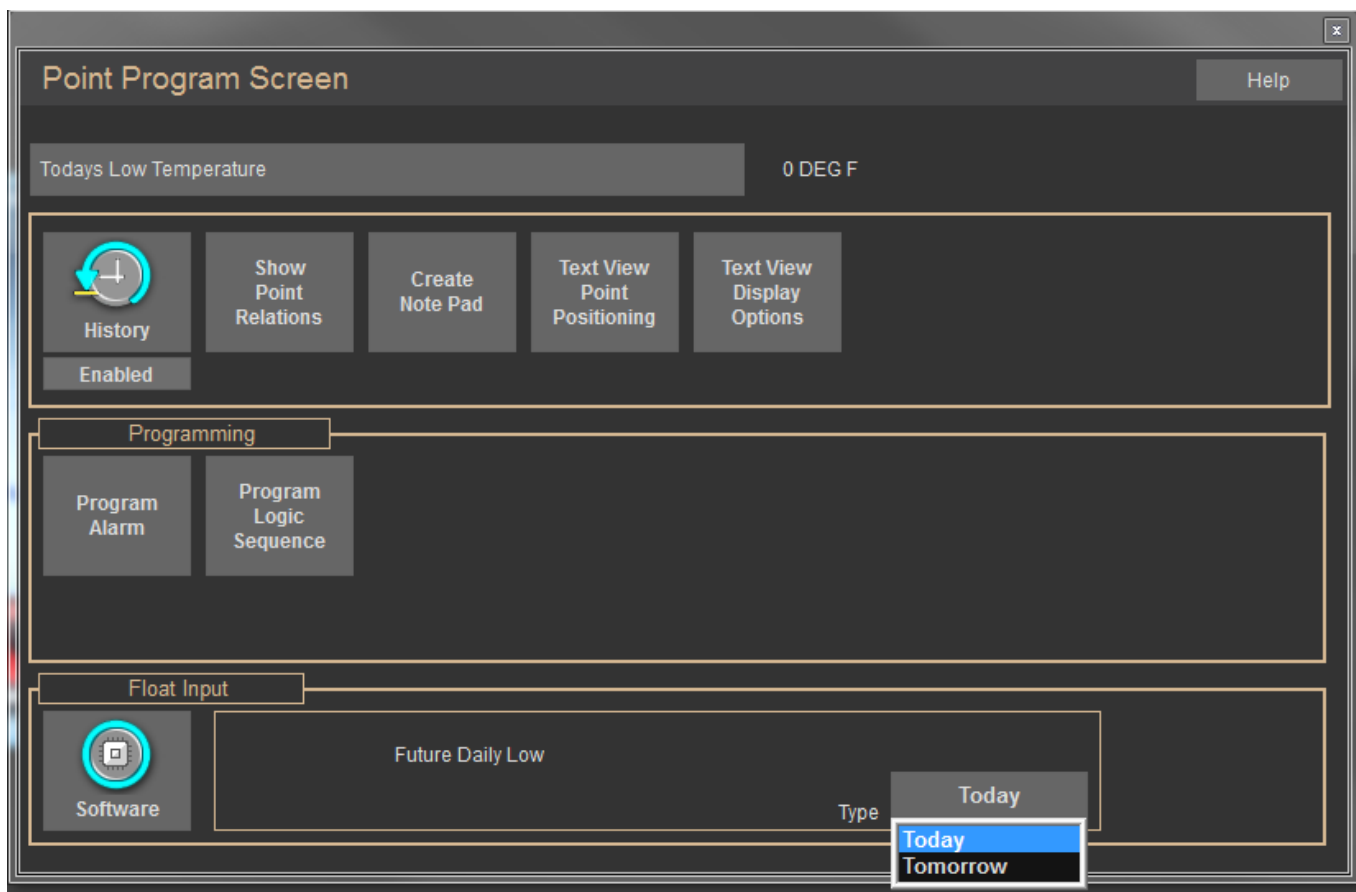 x
Point Program Screen
Help
Todays Low Temperature
0 DEG F
History
Enabled
Show
Point
Relations
Create
Note Pad
Text View
Point
Positioning
Text View
Display
Options
Programming
Program
Alarm
Program
Logic
Sequence
Float Input
Software
Future Daily Low
Type
Today
Today
Tomorrow